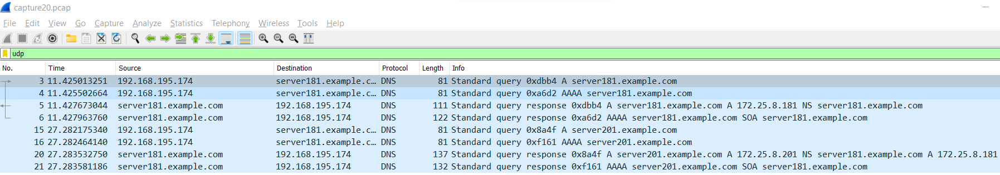 capture20.pcap
File Edit View Go Capture Analyze Statistics Telephony Wireless Tools Help
udp
No. Time Source Destination Protocol Length Info
3 11.425013251 192.168.195.174 server181.example.c… DNS 81 Standard query 0xdbb4 A server181.example.com
4 11.425502664 192.168.195.174 server181.example.c… DNS 81 Standard query 0xa6d2 AAAA server181.example.com
5 11.427673044 server181.example.com 192.168.195.174 DNS 111 Standard query response 0xdbb4 A server181.example.com A 172.25.8.181 NS server181.example.com
6 11.427963760 server181.example.com 192.168.195.174 DNS 122 Standard query response 0xa6d2 AAAA server181.example.com SOA server181.example.com
15 27.282175340 192.168.195.174 server181.example.c… DNS 81 Standard query 0x8a4f A server201.example.com
16 27.282464140 192.168.195.174 server181.example.c… DNS 81 Standard query 0xf161 AAAA server201.example.com
20 27.283532750 server181.example.com 192.168.195.174 DNS 137 Standard query response 0x8a4f A server201.example.com A 172.25.8.201 NS server181.example.com A 172.25.8.181
21 27.283581186 server181.example.com 192.168.195.174 DNS 132 Standard query response 0xf161 AAAA server201.example.com SOA server181.example.com